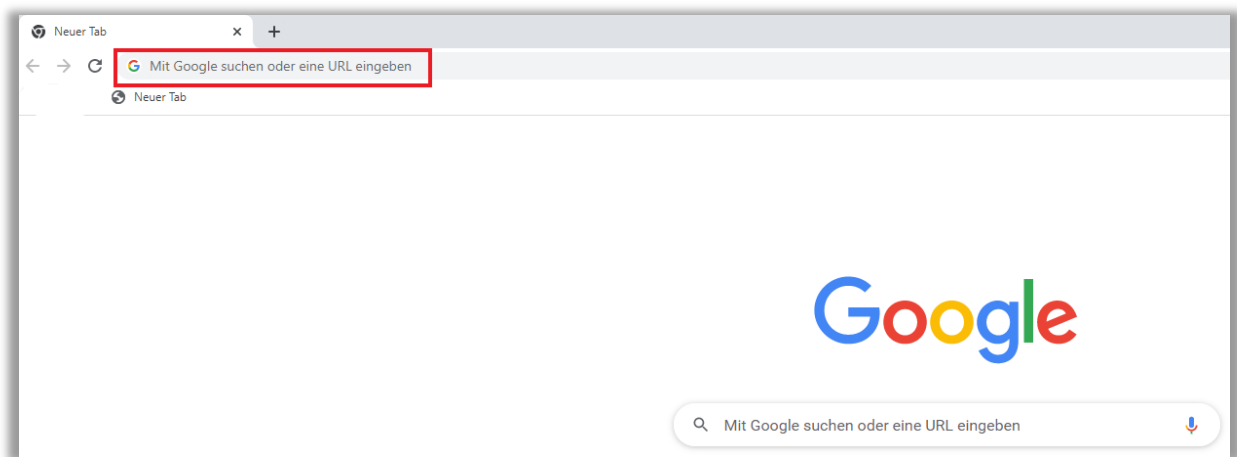 Neuer Tab
Mit Google suchen oder eine URL eingeben
Neuer Tab
Google
Mit Google suchen oder eine URL eingeben